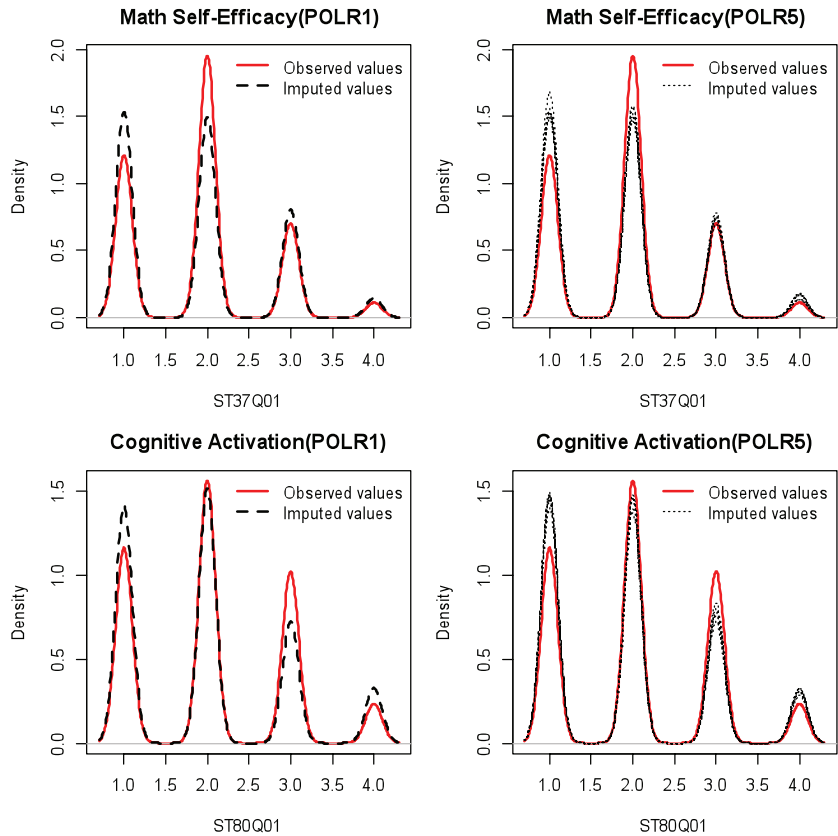 Math Self-Efficacy(POLR1)
Observed values
Imputed values
Density
0.0 0.5 1.0 1.5 2.0
1.0 1.5 2.0 2.5 3.0 3.5 4.0
ST37Q01
Math Self-Efficacy(POLR5)
Observed values
Imputed values
Density
0.0 0.5 1.0 1.5 2.0
1.0 1.5 2.0 2.5 3.0 3.5 4.0
ST37Q01
Cognitive Activation(POLR1)
Observed values
Imputed values
Density
0.0 0.5 1.0 1.5
1.0 1.5 2.0 2.5 3.0 3.5 4.0
ST80Q01
Cognitive Activation(POLR5)
Observed values
Imputed values
Density
0.0 0.5 1.0 1.5
1.0 1.5 2.0 2.5 3.0 3.5 4.0
ST80Q01